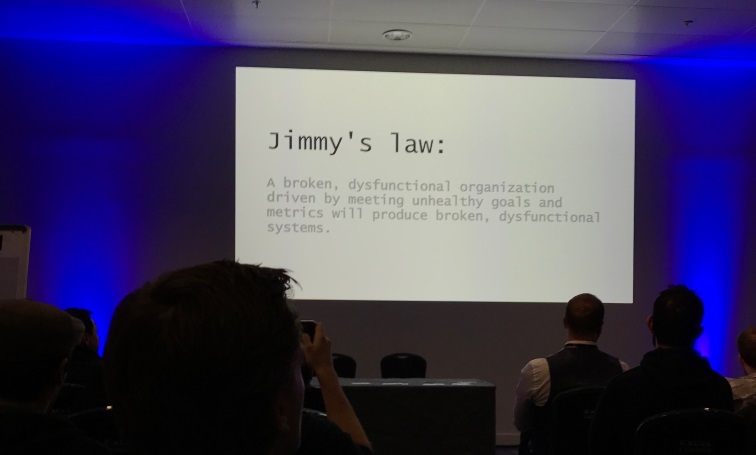 Jimmy's law:
A broken, dysfunctional organization
driven by meeting unhealthy goals and
metrics will produce broken, dysfunctional
systems.